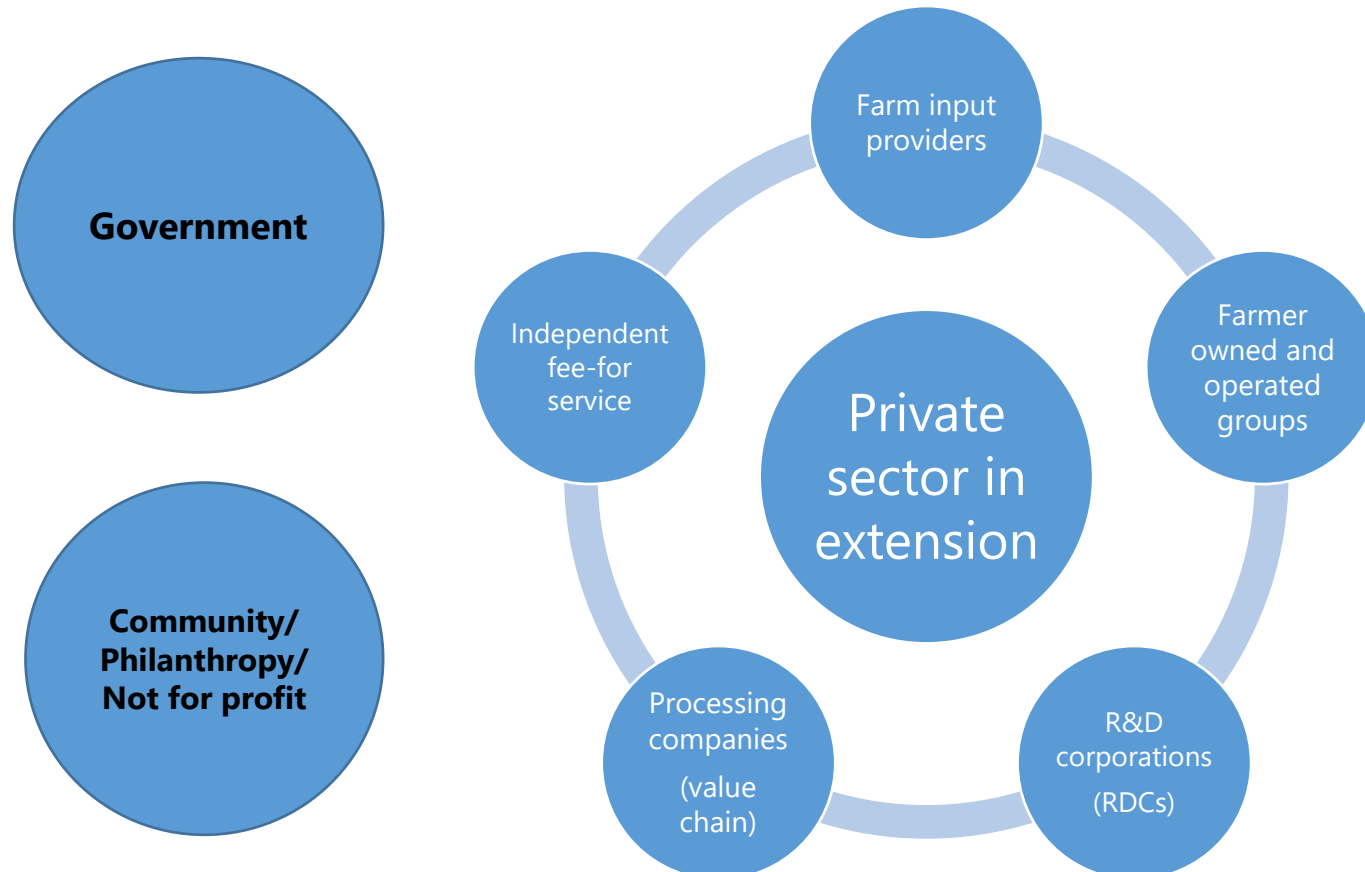 Government
Community/
Philanthropy/
Not for profit
Farm input
providers
Farmer
owned and
operated
groups
R&D
corporations
(RDCs)
Processing
companies
(value
chain)
Independent
fee-for
service
Private
sector in
extension